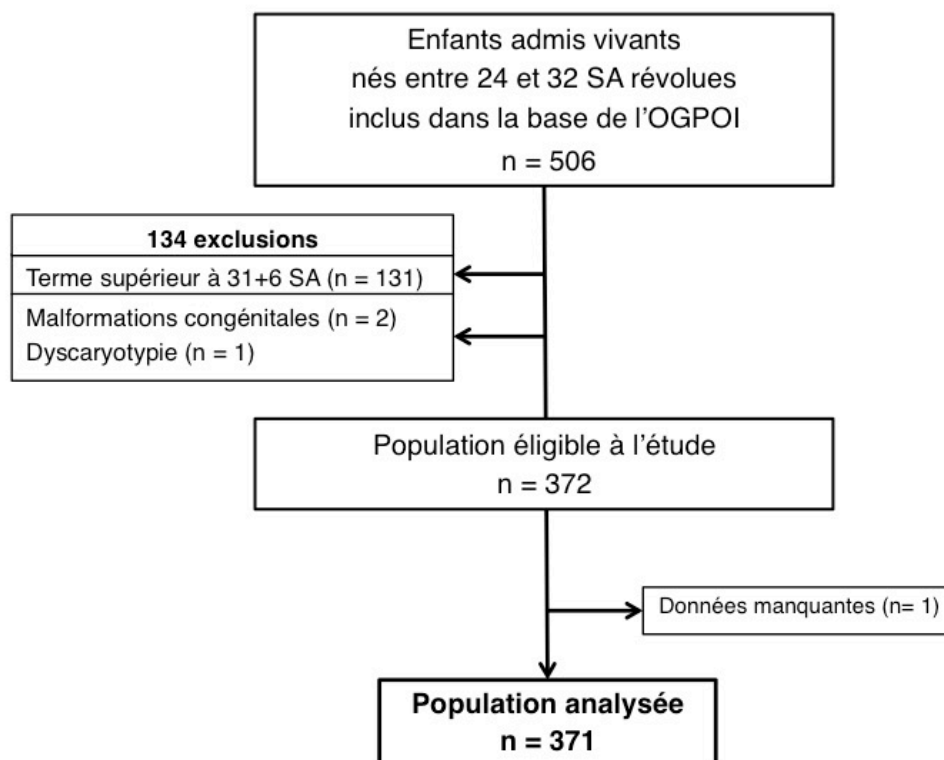 Enfants admis vivants
nés entre 24 et 32 SA révolues
inclus dans la base de l'OGPOI
n = 506
134 exclusions
Terme supérieur à 31+6 SA (n = 131)
Malformations congénitales (n = 2)
Dyscaryotypie (n = 1)
Population éligible à l'étude
n = 372
Données manquantes (n= 1)
Population analysée
n = 371